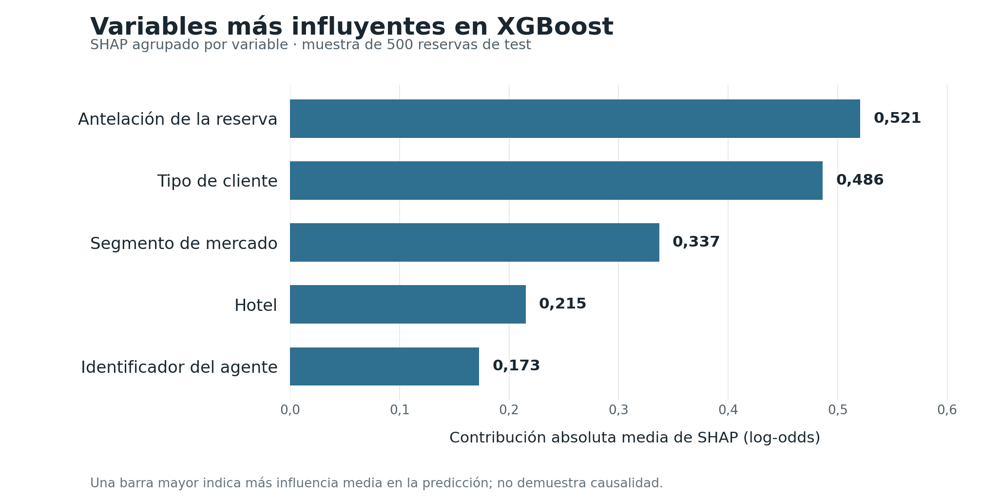 Variables más influyentes en XGBoost
SHAP agrupado por variable · muestra de 500 reservas de test
Antelación de la reserva
0,521
Tipo de cliente
0,486
Segmento de mercado
0,337
Hotel
0,215
Identificador del agente
0,173
0,0 0,1 0,2 0,3 0,4 0,5 0,6
Contribución absoluta media de SHAP (log-odds)
Una barra mayor indica más influencia media en la predicción; no demuestra causalidad.